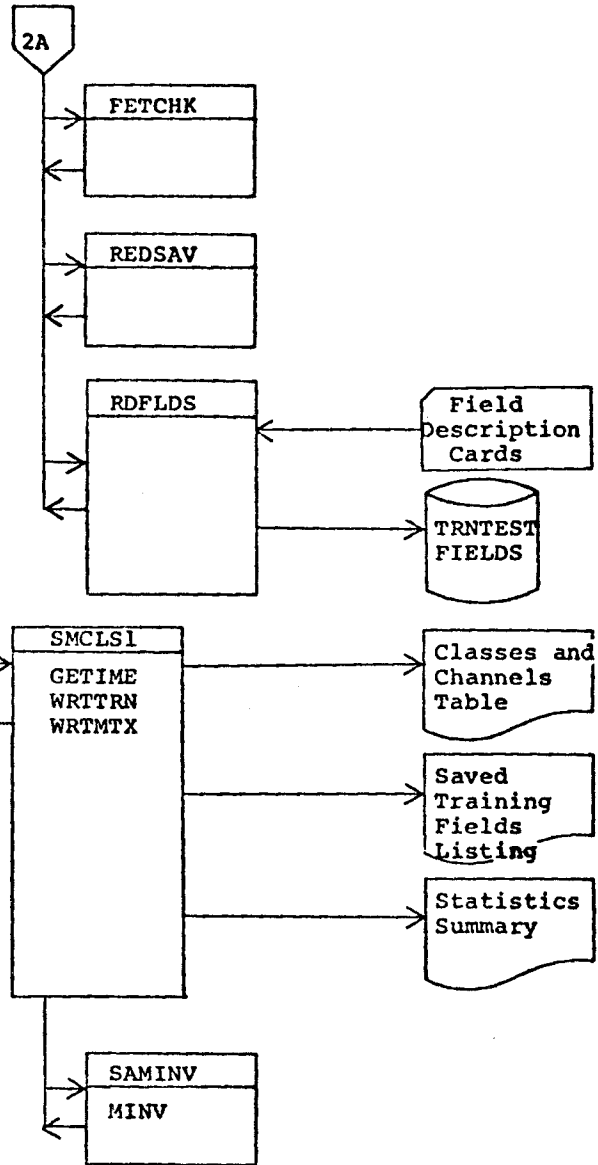 2A
FETCHK
REDSAV
RDFLDS
Field
Description
Cards
TRNTEST
FIELDS
SMCLS1
GETIME
WRTTRN
WRTMTX
Classes and
Channels
Table
Saved
Training
Fields
Listing
Statistics
Summary
SAMINV
MINV